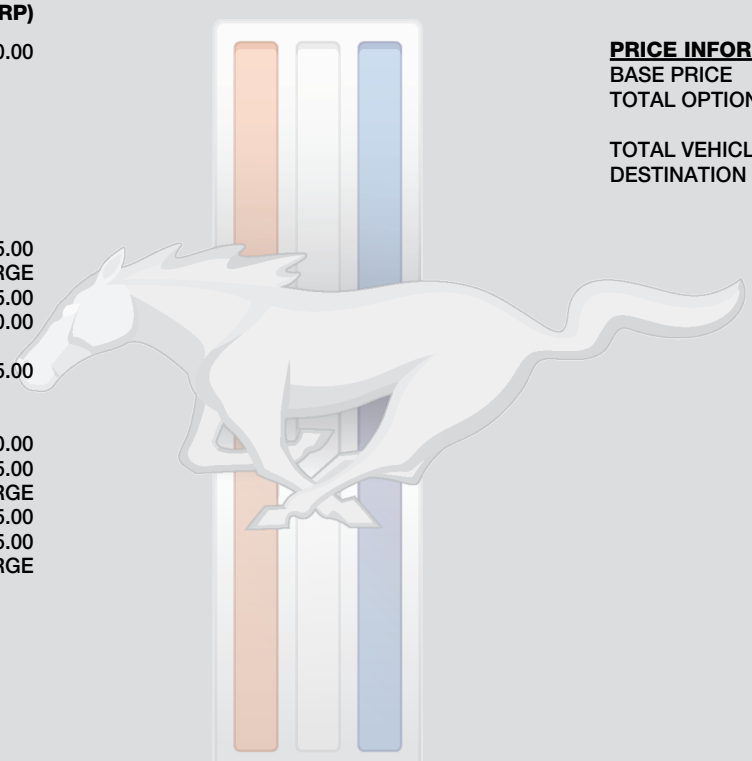 RP)
0.00
5.00
RGE
5.00
0.00
5.00
0.00
5.00
RGE
5.00
5.00
RGE
PRICE INFOR
BASE PRICE
TOTAL OPTION
TOTAL VEHICL
DESTINATION